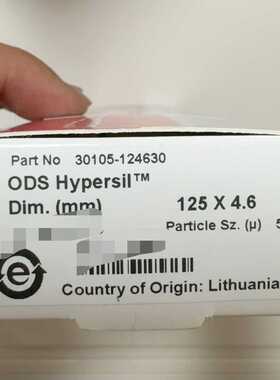 Part No 30105-124630
ODS Hypersil™
Dim. (mm) 125 X 4.6
Particle Sz. (µ) 5
e
Country of Origin: Lithuania